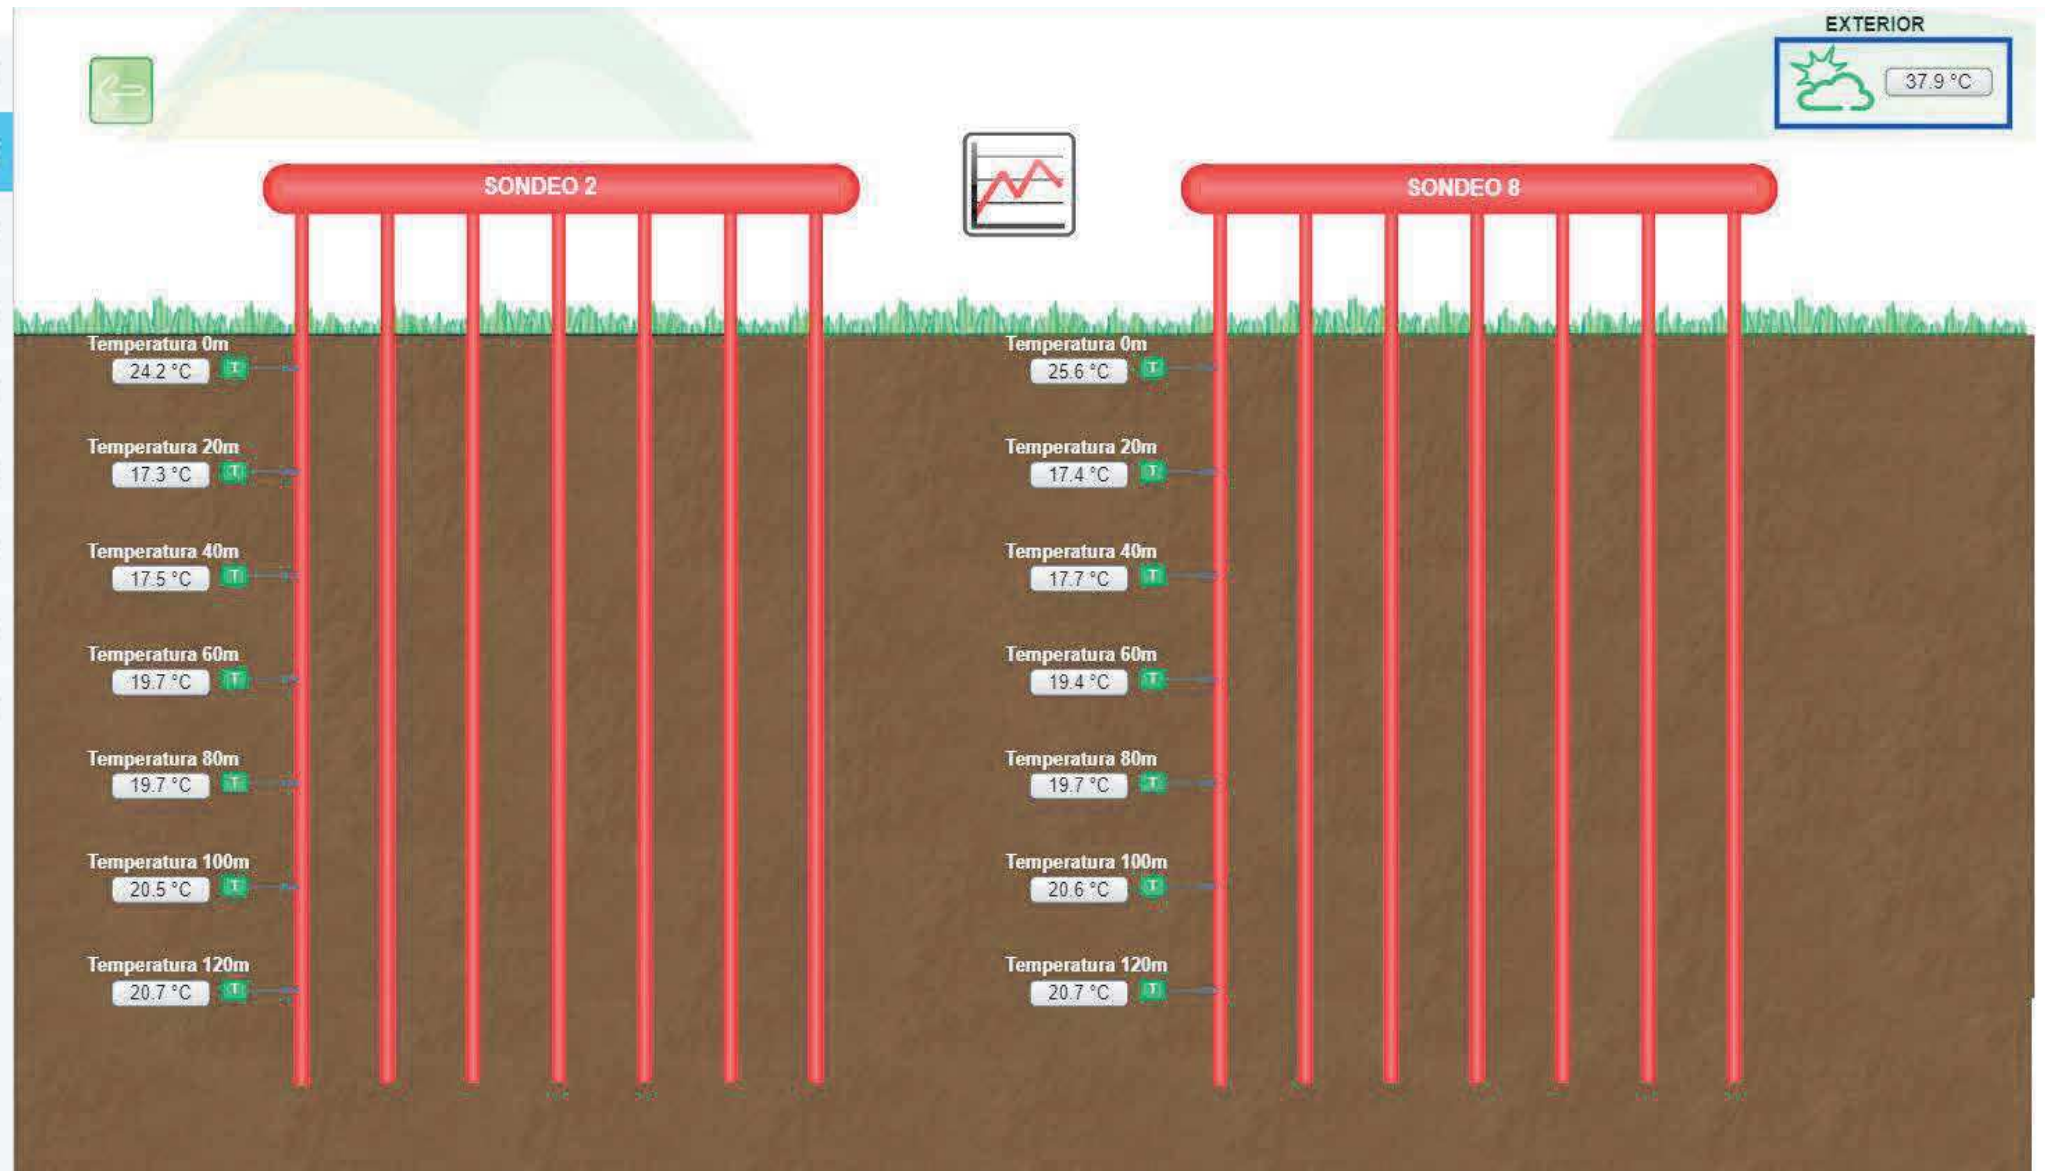 EXTERIOR
37.9 °C
SONDEO 2
Temperatura 0m
24.2 °C
T
Temperatura 20m
17.3 °C
T
Temperatura 40m
17.5 °C
T
Temperatura 60m
19.7 °C
T
Temperatura 80m
19.7 °C
T
Temperatura 100m
20.5 °C
T
Temperatura 120m
20.7 °C
T
SONDEO 8
Temperatura 0m
25.6 °C
T
Temperatura 20m
17.4 °C
T
Temperatura 40m
17.7 °C
T
Temperatura 60m
19.4 °C
T
Temperatura 80m
19.7 °C
T
Temperatura 100m
20.6 °C
T
Temperatura 120m
20.7 °C
T